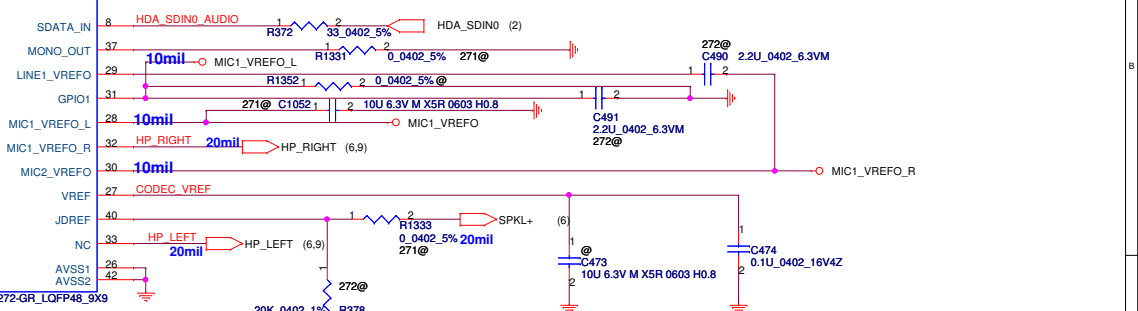 SDATA_IN 8 HDA_SDIN0_AUDIO 1 2 HDA_SDIN0 (2)
R372 33_0402_5%
MONO_OUT 37 1 2
R1331 0_0402_5% 271@
272@
C490 2.2U_0402_6.3VM
10mil MIC1_VREFO_L
LINE1_VREFO 29 1 2
R1352 1 2 0_0402_5% @
B
GPIO1 31 1 2
271@ C1052 1 2 10U 6.3V M X5R 0603 H0.8
C491
2.2U_0402_6.3VM
272@
MIC1_VREFO_L 28 10mil MIC1_VREFO
MIC1_VREFO_R 32 HP_RIGHT 20mil HP_RIGHT (6,9)
MIC2_VREFO 30 10mil MIC1_VREFO_R
VREF 27 CODEC_VREF
JDREF 40 1 2 SPKL+ (6)
R1333
0_0402_5% 20mil
271@
NC 33 HP_LEFT HP_LEFT (6,9)
20mil
1 @
C473
10U 6.3V M X5R 0603 H0.8
2
1
C474
0.1U_0402_16V4Z
2
AVSS1 26
AVSS2 42
1
272@
272-GR_LQFP48_9X9
20K_0402_1% R378